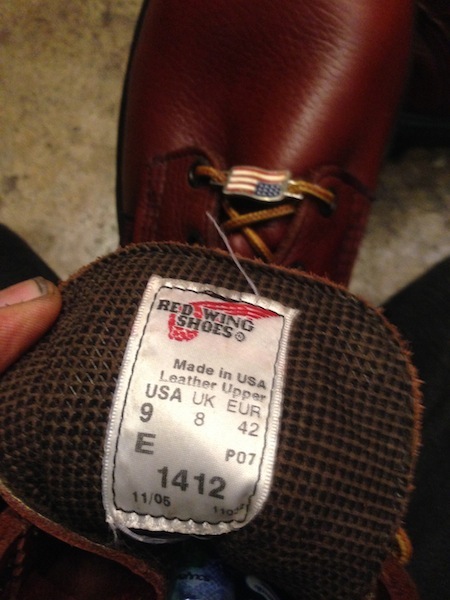 RED WING
SHOES
Made in USA
Leather Upper
USA UK EUR
9 8 42
E P07
1412
11/05